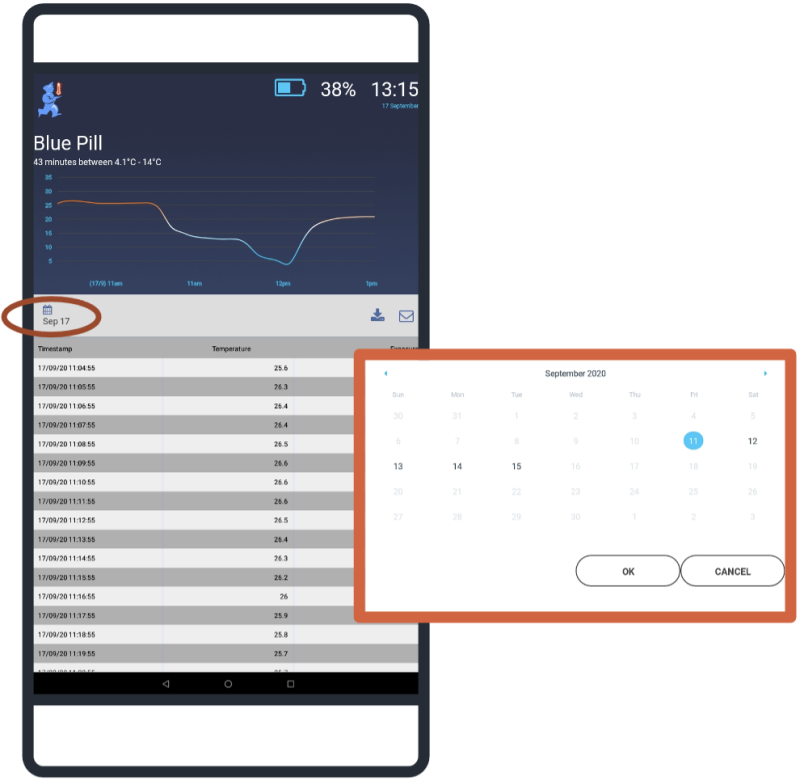 38% 13:15
17 September
Blue Pill
43 minutes between 4.1°C - 14°C
35
30
25
20
15
10
5
(17/9) 11am 11am 12pm 1pm
Sep 17
Timestamp Temperature
17/09/20 11:04:55 25.6
17/09/20 11:05:55 26.3
17/09/20 11:06:55 26.4
17/09/20 11:07:55 26.4
17/09/20 11:08:55 26.5
17/09/20 11:09:55 26.6
17/09/20 11:10:55 26.6
17/09/20 11:11:55 26.6
17/09/20 11:12:55 26.5
17/09/20 11:13:55 26.4
17/09/20 11:14:55 26.3
17/09/20 11:15:55 26.2
17/09/20 11:16:55 26
17/09/20 11:17:55 25.9
17/09/20 11:18:55 25.8
17/09/20 11:19:55 25.7
September 2020
Sun Mon Tue Wed Thu Fri Sat
30 31 1 2 3 4 5
6 7 8 9 10 11 12
13 14 15 16 17 18 19
20 21 22 23 24 25 26
27 28 29 30 1 2 3
OK CANCEL